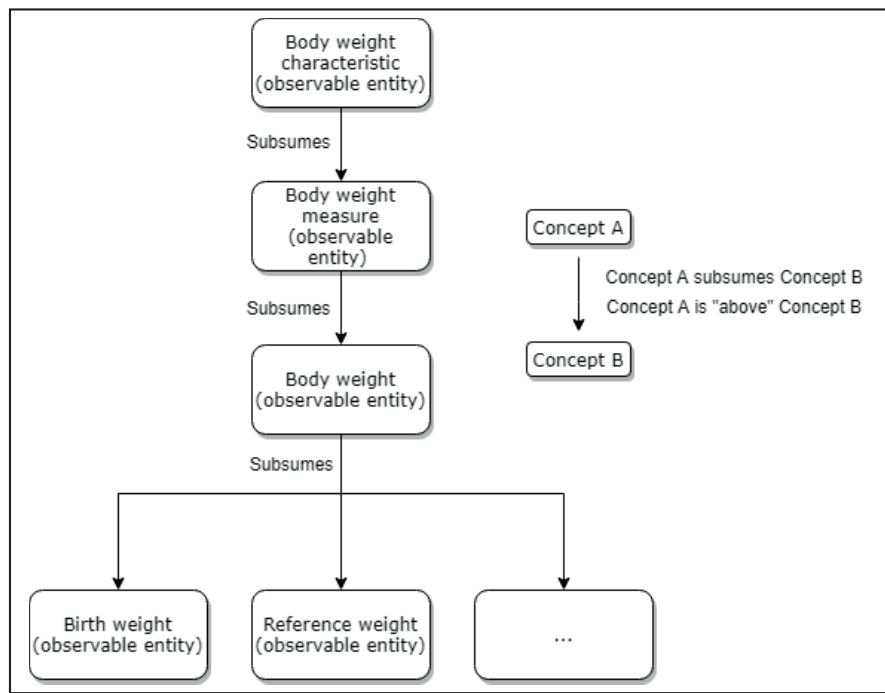 Body weight
characteristic
(observable entity)
Subsumes
Body weight
measure
(observable
entity)
Subsumes
Body weight
(observable entity)
Subsumes
Birth weight
(observable entity)
Reference weight
(observable entity)
...
Concept A
Concept A subsumes Concept B
Concept A is "above" Concept B
Concept B